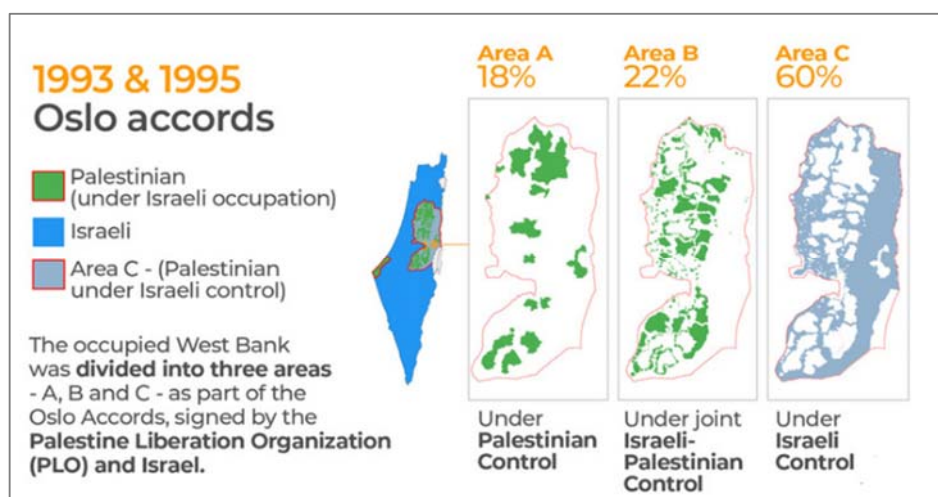 1993 & 1995
Oslo accords
Palestinian
(under Israeli occupation)
Israeli
Area C - (Palestinian
under Israeli control)
The occupied West Bank
was divided into three areas
- A, B and C - as part of the
Oslo Accords, signed by the
Palestine Liberation Organization
(PLO) and Israel.
Area A
18%
Under
Palestinian
Control
Area B
22%
Under joint
Israeli-
Palestinian
Control
Area C
60%
Under
Israeli
Control